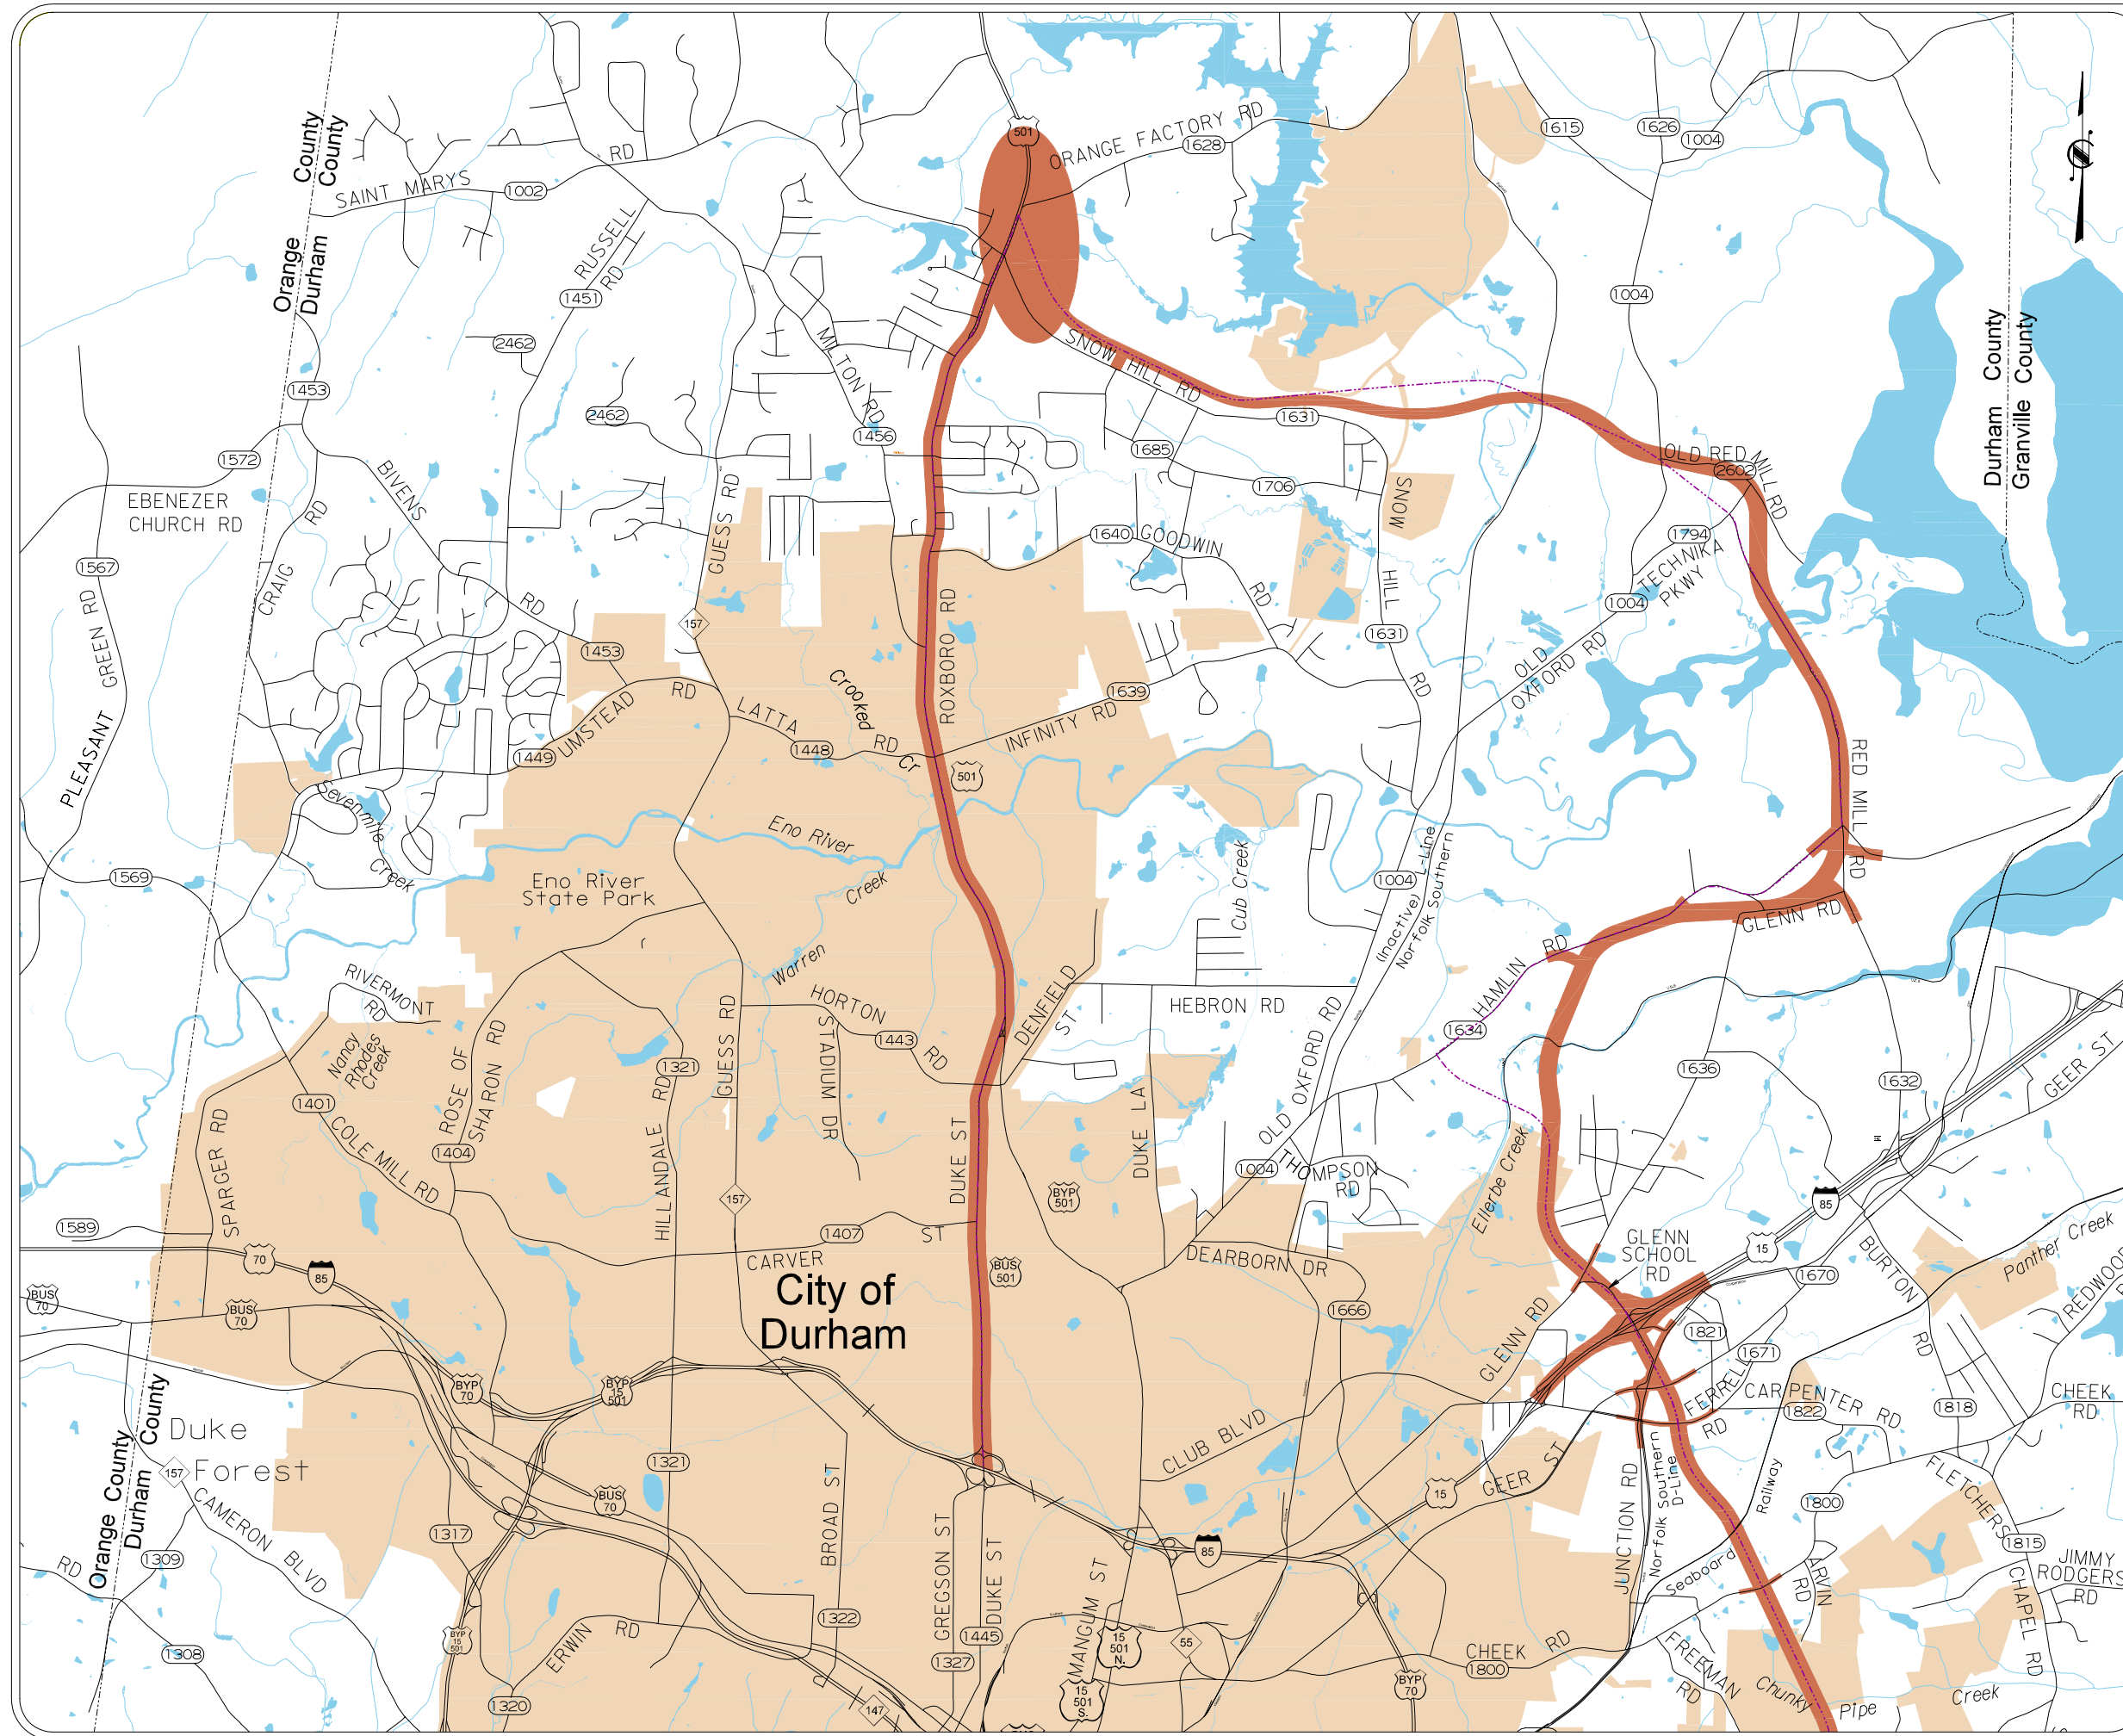 501
ORANGE FACTORY RD
1628
1615
1626
1004
Orange County
Durham County
SAINT MARYS
RD
1002
RUSSELL
RD
1451
1004
Durham County
Granville County
2462
MILTON RD
SNOW HILL RD
1453
2462
1456
1631
1685
OLD RED MILL RD
2602
1572
BIVENS
EBENEZER
CHURCH RD
RD
GUESS RD
1706
MONS
1640
GOODWIN
1794
TECHNIKA
PKWY
1567
CRAIG
RD
RD
HILL
1004
157
ROXBORO RD
1631
PLEASANT GREEN RD
1453
Crooked
Cr
OLD
OXFORD RD
RD
UMSTEAD
RD
LATTA
RD
1639
INFINITY RD
1449
1448
501
RED MILL
RD
Sevenmile
Creek
Eno River
Creek
Cub Creek
(Inactive) L-Line
Norfolk Southern
1569
1004
Eno River
State Park
GLENN RD
RD
Warren
HAMLIN
RIVERMONT
RD
HORTON
RD
DENFIELD
ST
HEBRON RD
1634
Nancy
Rhodes
Creek
ROSE OF
SHARON RD
1321
GUESS RD
STADIUM DR
1443
OLD OXFORD RD
1636
1632
GEER ST
1401
COLE MILL RD
1404
HILLANDALE RD
DUKE ST
DUKE LA
1004
THOMPSON
RD
Ellerbe Creek
SPARGER RD
157
BYP
501
85
1589
1407
ST
CARVER
DEARBORN DR
GLENN
SCHOOL
RD
15
BURTON
RD
Panther Creek
70
85
City of
Durham
BUS
501
1670
REDWOOD
BUS
70
BUS
70
1666
1821
GLENN RD
1671
BYP
70
BYP
15
501
FERRELL
RD
CARPENTER RD
1822
1818
CHEEK
RD
Orange County
Durham County
Duke
Forest
157
CLUB BLVD
GEER ST
JUNCTION RD
Norfolk Southern
D-Line
Railway
FLETCHERS
CHAPEL RD
1321
BROAD ST
15
1800
CAMERON BLVD
BUS
70
1317
GREGSON ST
DUKE ST
85
1815
JIMMY
RODGERS
RD
RD
1309
MANGUM ST
Seaboard
ARVIN
RD
1322
1445
BYP
15
501
ERWIN
RD
15
501
N.
55
CHEEK
RD
1308
1327
1800
FREEMAN
RD
15
501
S.
BYP
70
Chunky
Pipe
Creek
1320
147